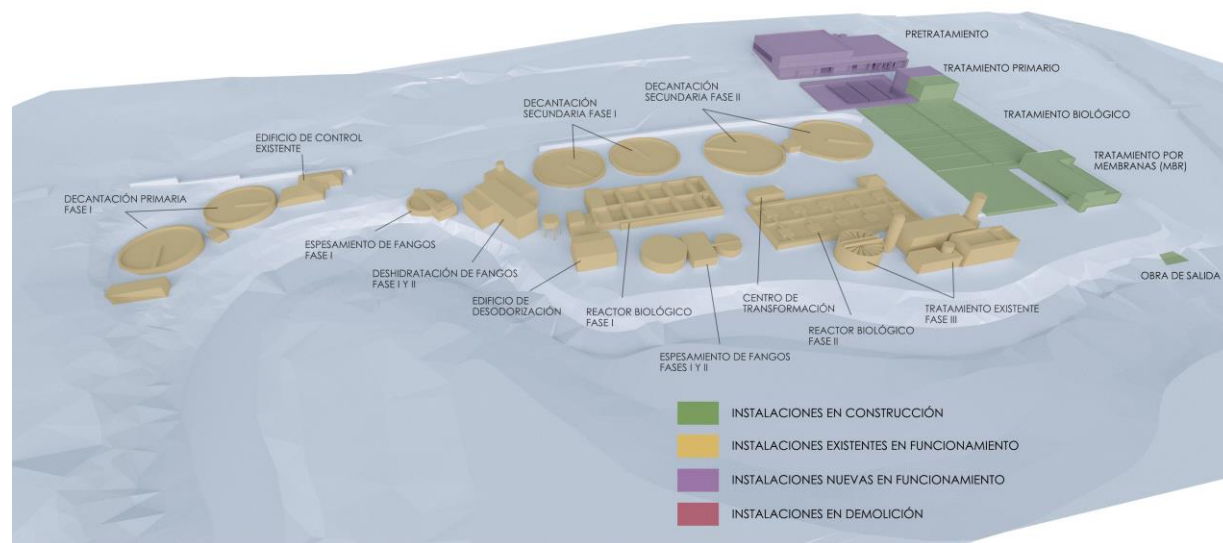 PRETRATAMIENTO
TRATAMIENTO PRIMARIO
DECANTACIÓN
SECUNDARIA FASE II
DECANTACIÓN
SECUNDARIA FASE I
TRATAMIENTO BIOLÓGICO
EDIFICIO DE CONTROL
EXISTENTE
TRATAMIENTO POR
MEMBRANAS (MBR)
DECANTACIÓN PRIMARIA
FASE I
ESPESAMIENTO DE FANGOS
FASE I
DESHIDRATACIÓN DE FANGOS
FASE I Y II
OBRA DE SALIDA
EDIFICIO DE
DESODORIZACIÓN
REACTOR BIOLÓGICO
FASE I
CENTRO DE
TRANSFORMACIÓN
TRATAMIENTO EXISTENTE
FASE III
REACTOR BIOLÓGICO
FASE II
ESPESAMIENTO DE FANGOS
FASES I Y II
INSTALACIONES EN CONSTRUCCIÓN
INSTALACIONES EXISTENTES EN FUNCIONAMIENTO
INSTALACIONES NUEVAS EN FUNCIONAMIENTO
INSTALACIONES EN DEMOLICIÓN